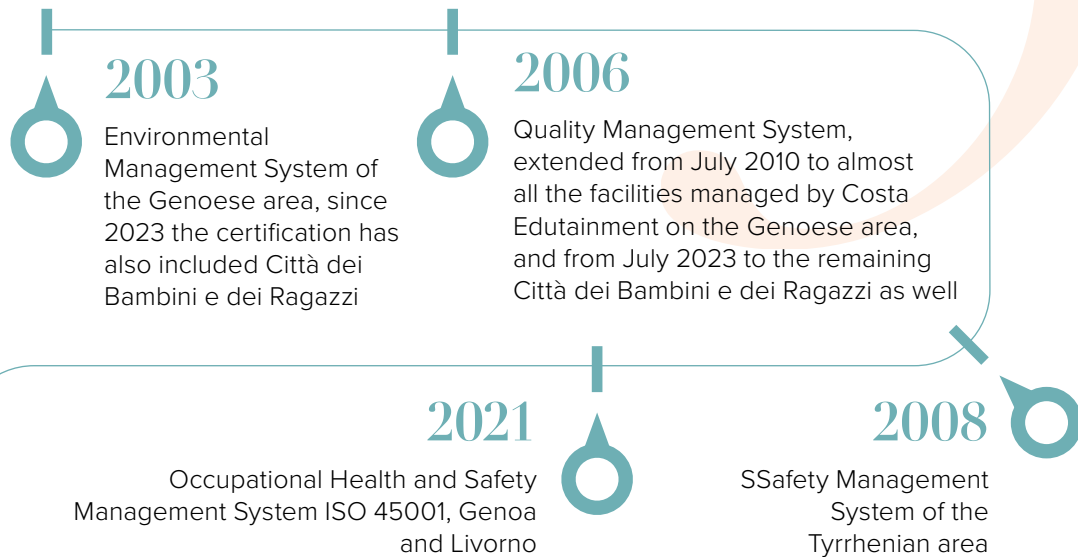 2003
Environmental
Management System of
the Genoese area, since
2023 the certification has
also included Città dei
Bambini e dei Ragazzi
2006
Quality Management System,
extended from July 2010 to almost
all the facilities managed by Costa
Edutainment on the Genoese area,
and from July 2023 to the remaining
Città dei Bambini e dei Ragazzi as well
2008
SSafety Management
System of the
Tyrrhenian area
2021
Occupational Health and Safety
Management System ISO 45001, Genoa
and Livorno